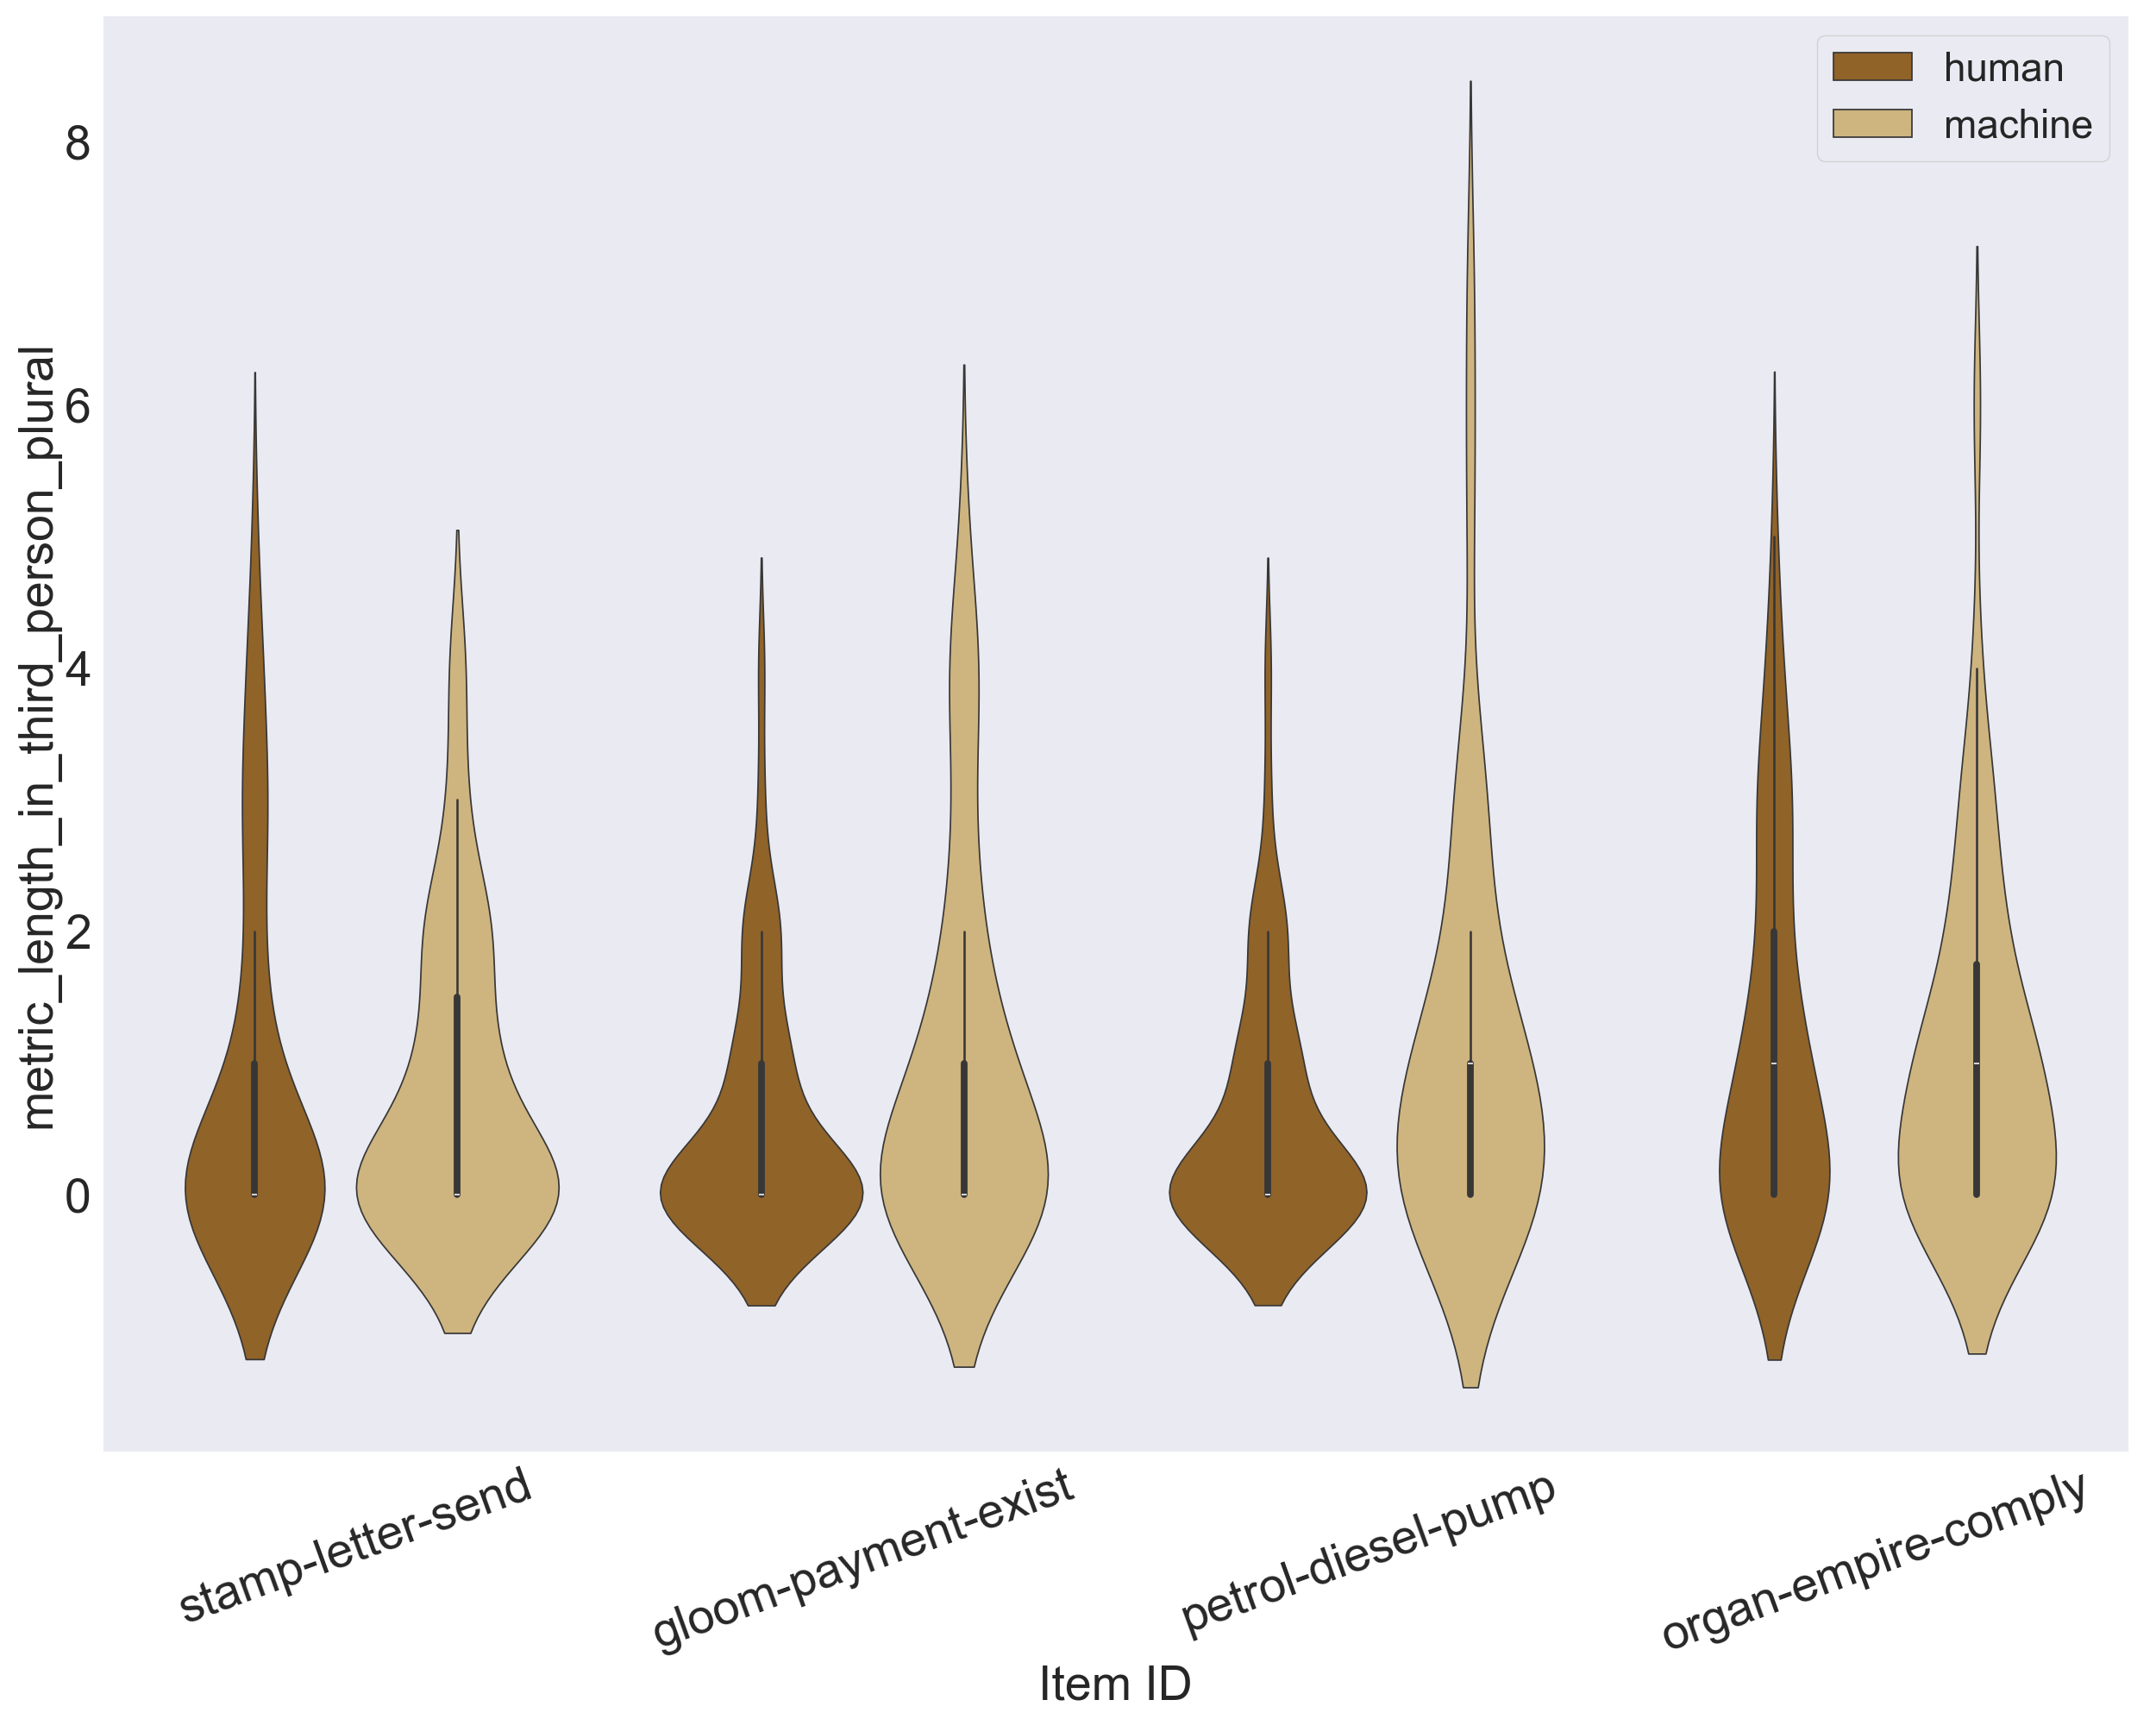 human
machine
metric_length_in_third_person_plural
8
6
4
2
0
stamp-letter-send
gloom-payment-exist
petrol-diesel-pump
organ-empire-comply
Item ID